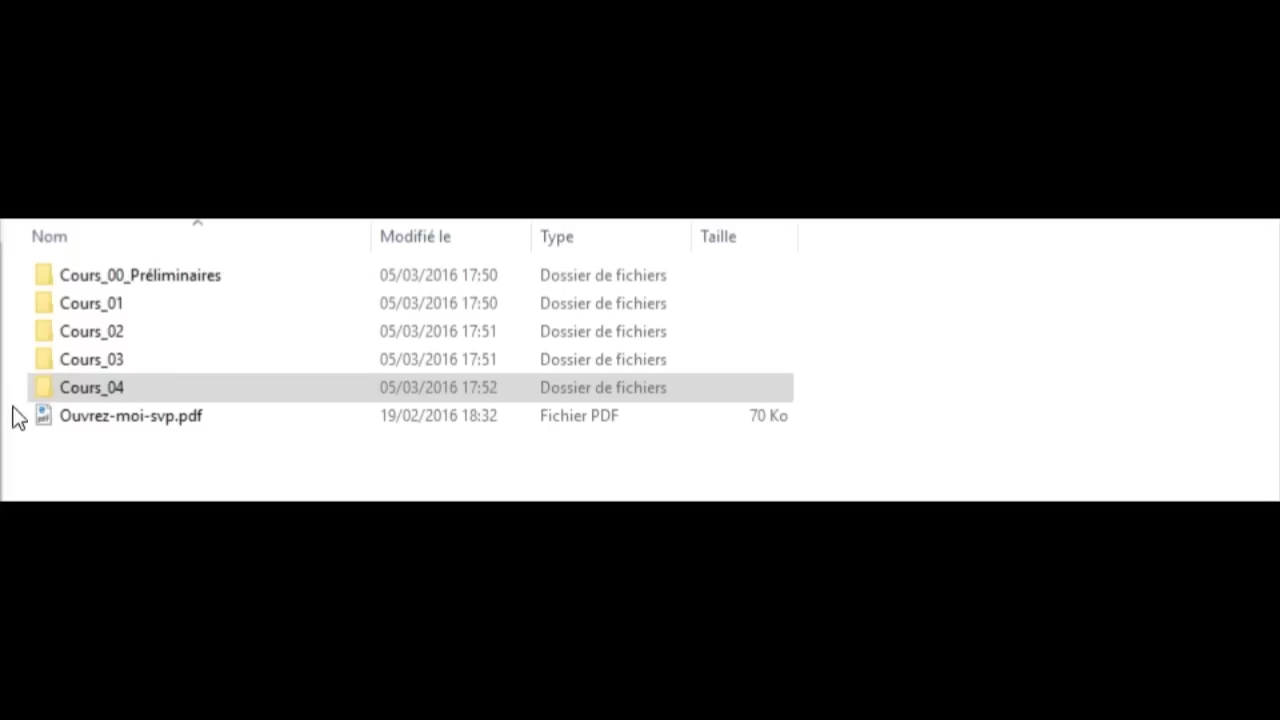 Nom Modifié le Type Taille
Cours_00_Préliminaires 05/03/2016 17:50 Dossier de fichiers
Cours_01 05/03/2016 17:50 Dossier de fichiers
Cours_02 05/03/2016 17:51 Dossier de fichiers
Cours_03 05/03/2016 17:51 Dossier de fichiers
Cours_04 05/03/2016 17:52 Dossier de fichiers
Ouvrez-moi-svp.pdf 19/02/2016 18:32 Fichier PDF 70 Ko